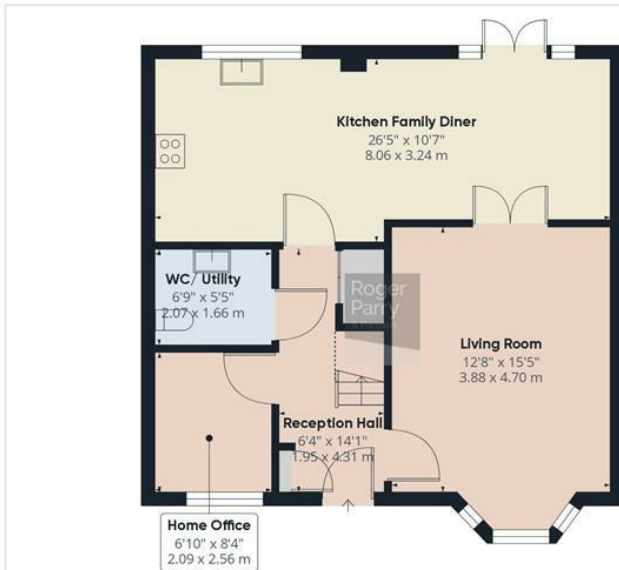 Kitchen Family Diner
26'5" x 10'7"
8.06 x 3.24 m
WC/ Utility
6'9" x 5'5"
2.07 x 1.66 m
Roger
Parry
Living Room
12'8" x 15'5"
3.88 x 4.70 m
Reception Hall
6'4" x 14'1"
1.95 x 4.31 m
Home Office
6'10" x 8'4"
2.09 x 2.56 m